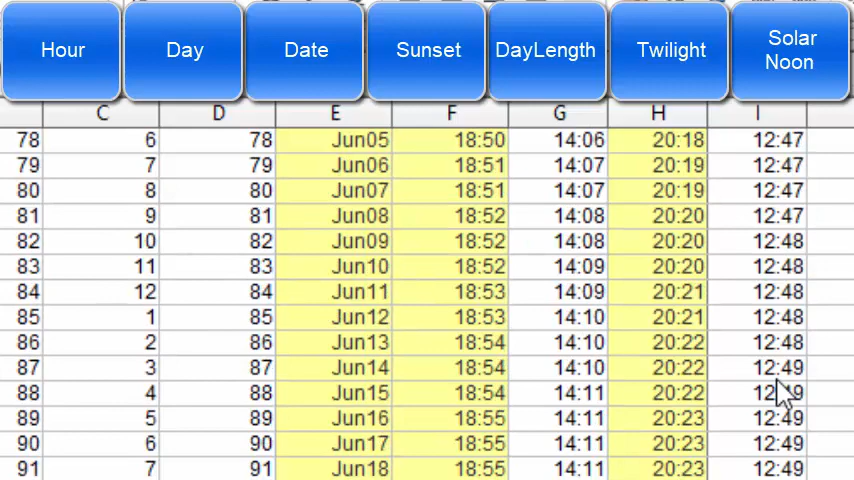 Hour Day Date Sunset DayLength Twilight Solar Noon
C D E F G H I
78 6 78 Jun05 18:50 14:06 20:18 12:47
79 7 79 Jun06 18:51 14:07 20:19 12:47
80 8 80 Jun07 18:51 14:07 20:19 12:47
81 9 81 Jun08 18:52 14:08 20:20 12:47
82 10 82 Jun09 18:52 14:08 20:20 12:48
83 11 83 Jun10 18:52 14:09 20:20 12:48
84 12 84 Jun11 18:53 14:09 20:21 12:48
85 1 85 Jun12 18:53 14:10 20:21 12:48
86 2 86 Jun13 18:54 14:10 20:22 12:48
87 3 87 Jun14 18:54 14:10 20:22 12:49
88 4 88 Jun15 18:54 14:11 20:22 12:49
89 5 89 Jun16 18:55 14:11 20:23 12:49
90 6 90 Jun17 18:55 14:11 20:23 12:49
91 7 91 Jun18 18:55 14:11 20:23 12:49